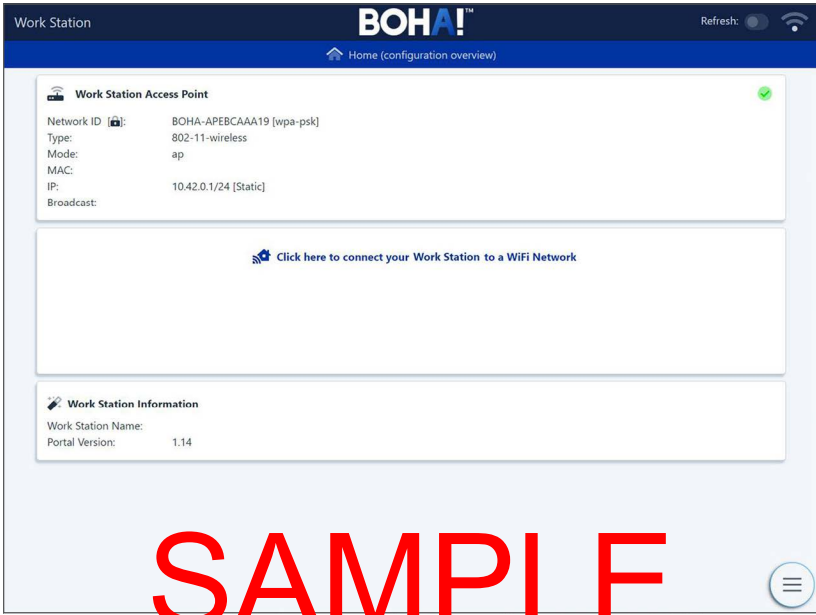 Work Station
BOHA!™
Refresh:
Home (configuration overview)
Work Station Access Point
Network ID [🔒]: BOHA-APEBCAAA19 [wpa-psk]
Type: 802-11-wireless
Mode: ap
MAC:
IP: 10.42.0.1/24 [Static]
Broadcast:
Click here to connect your Work Station to a WiFi Network
Work Station Information
Work Station Name:
Portal Version: 1.14
SAMPLE